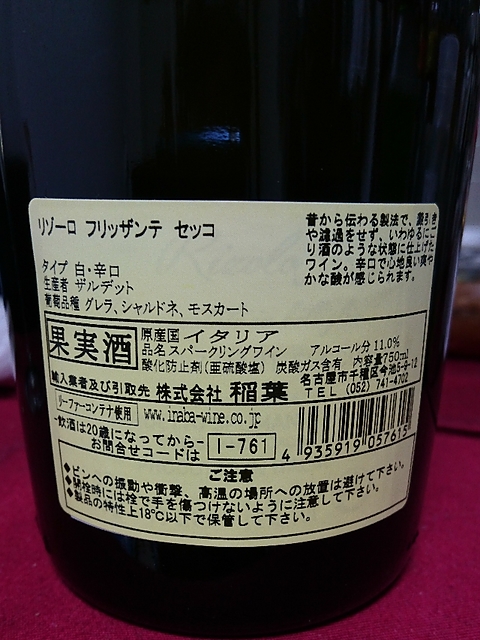 リゾーロ フリッザンテ セッコ
昔から伝わる製法で、澱引き
や濾過をせず、いわゆるにご
り酒のような状態に仕上げた
ワイン。辛口で心地良い爽や
かな酸が感じられます。
タイプ 白・辛口
生産者 ザルデット
葡萄品種 グレラ、シャルドネ、モスカート
果実酒
原産国 イタリア
品名 スパークリングワイン アルコール分 11.0%
酸化防止剤(亜硫酸塩) 炭酸ガス含有 内容量750ml
輸入業者及び引取先 株式会社 稲葉 名古屋市千種区今池5-9-12
TEL (052) 741-4702
リーファーコンテナ使用 www.inaba-wine.co.jp
-飲酒は20歳になってから-
お問合せコードは I-761
4 935919 057615
ご注意
◆ビンへの振動や衝撃、高温の場所への放置は避けて下さい。
◆開栓時には栓で手を傷つけないように注意して下さい。
◆製品の特性上18℃以下で保管して下さい。